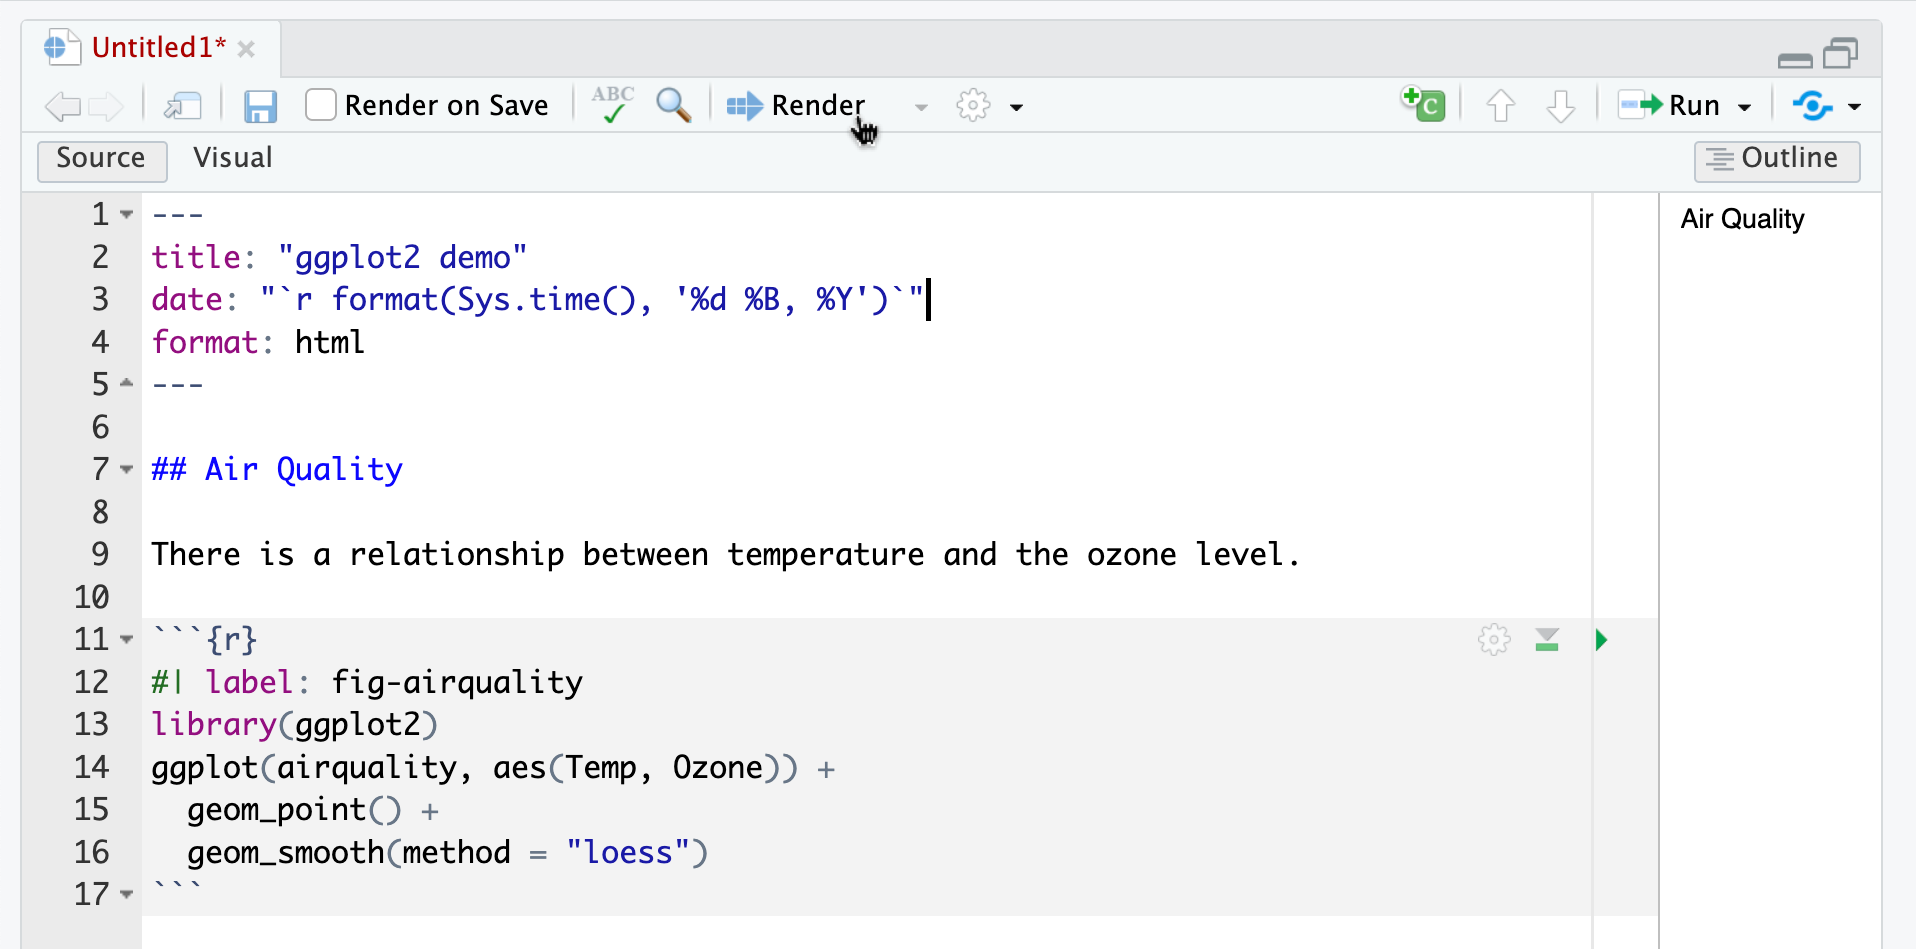 Untitled1*
Render on Save ABC Render C Run
Source Visual Outline
1 ---
2 title: "ggplot2 demo"
3 date: "`r format(Sys.time(), '%d %B, %Y')`"
4 format: html
5 ---
6
7 ## Air Quality
8
9 There is a relationship between temperature and the ozone level.
10
11 ```{r}
12 #| label: fig-airquality
13 library(ggplot2)
14 ggplot(airquality, aes(Temp, Ozone)) +
15   geom_point() +
16   geom_smooth(method = "loess")
17 ```
Air Quality